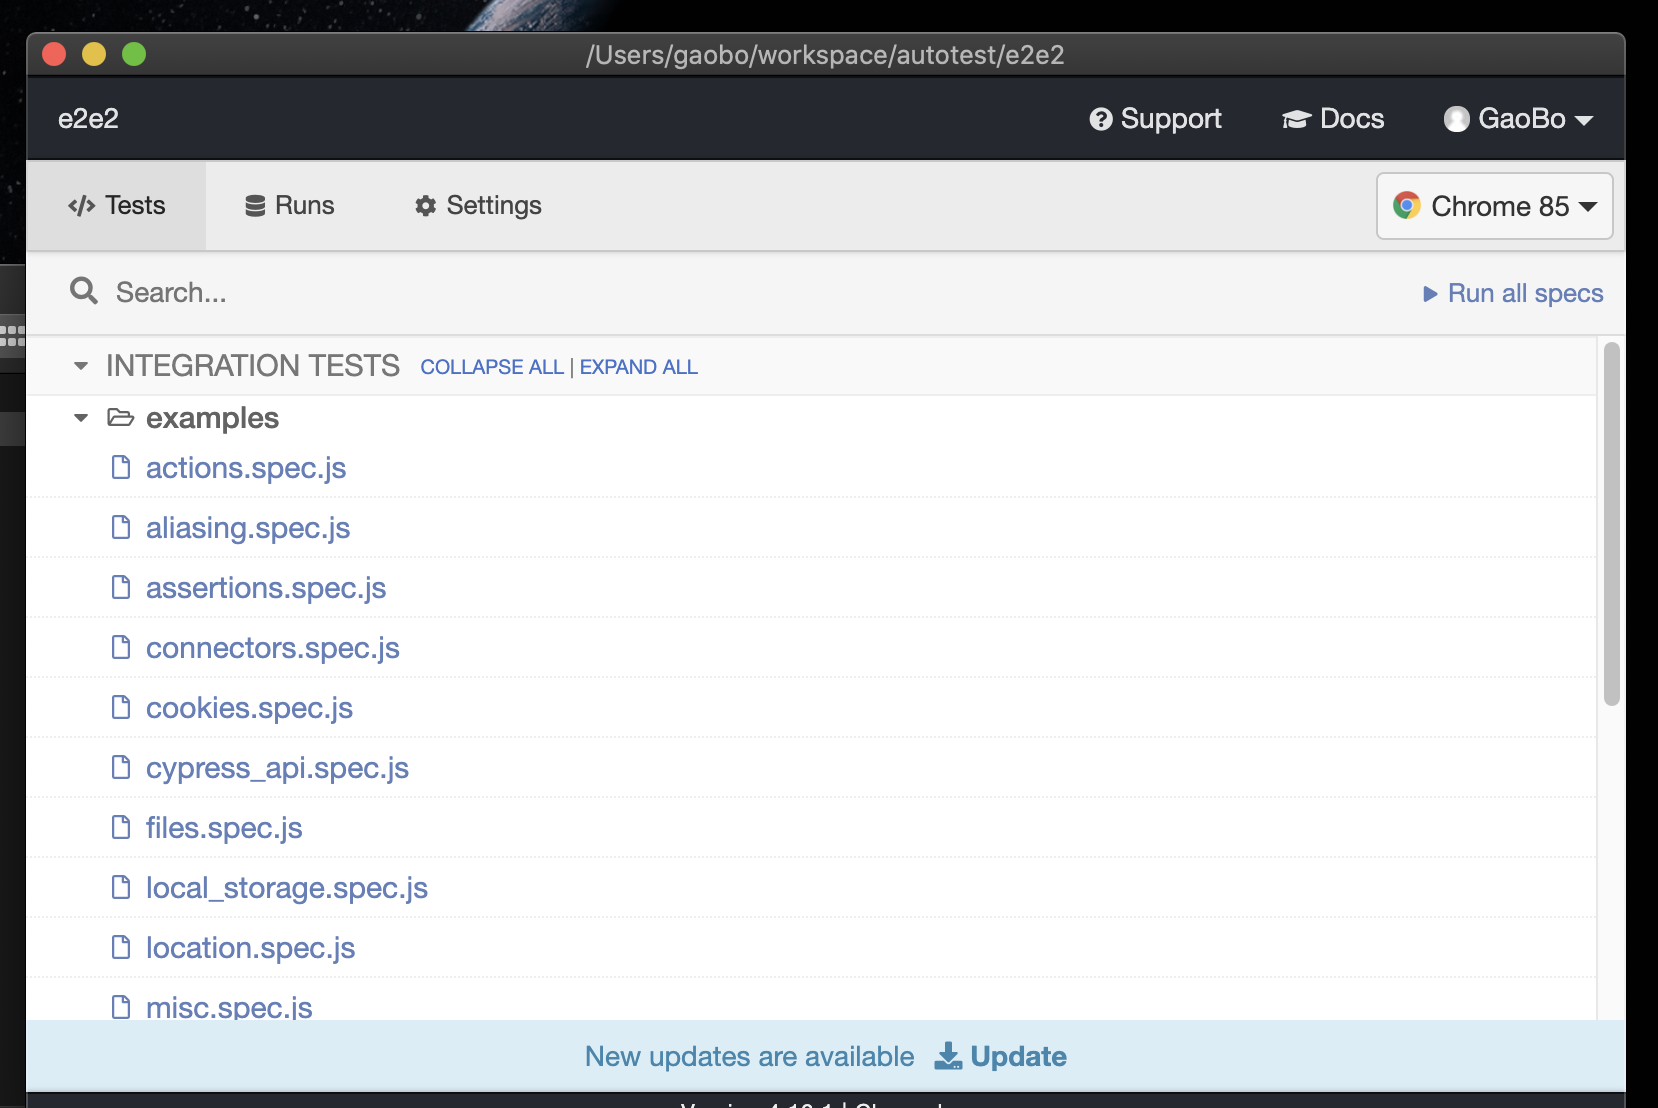 /Users/gaobo/workspace/autotest/e2e2
e2e2 Support Docs GaoBo
Tests Runs Settings Chrome 85
Search... Run all specs
INTEGRATION TESTS COLLAPSE ALL | EXPAND ALL
examples
actions.spec.js
aliasing.spec.js
assertions.spec.js
connectors.spec.js
cookies.spec.js
cypress_api.spec.js
files.spec.js
local_storage.spec.js
location.spec.js
misc.spec.js
New updates are available Update